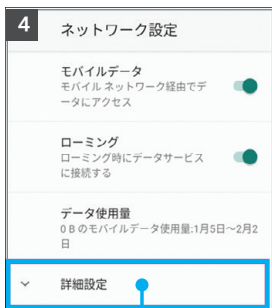 4
ネットワーク設定
モバイルデータ
モバイル ネットワーク経由でデ
ータにアクセス
ローミング
ローミング時にデータサービス
に接続する
データ使用量
0 B のモバイルデータ使用量:1月5日～2月2
日
詳細設定